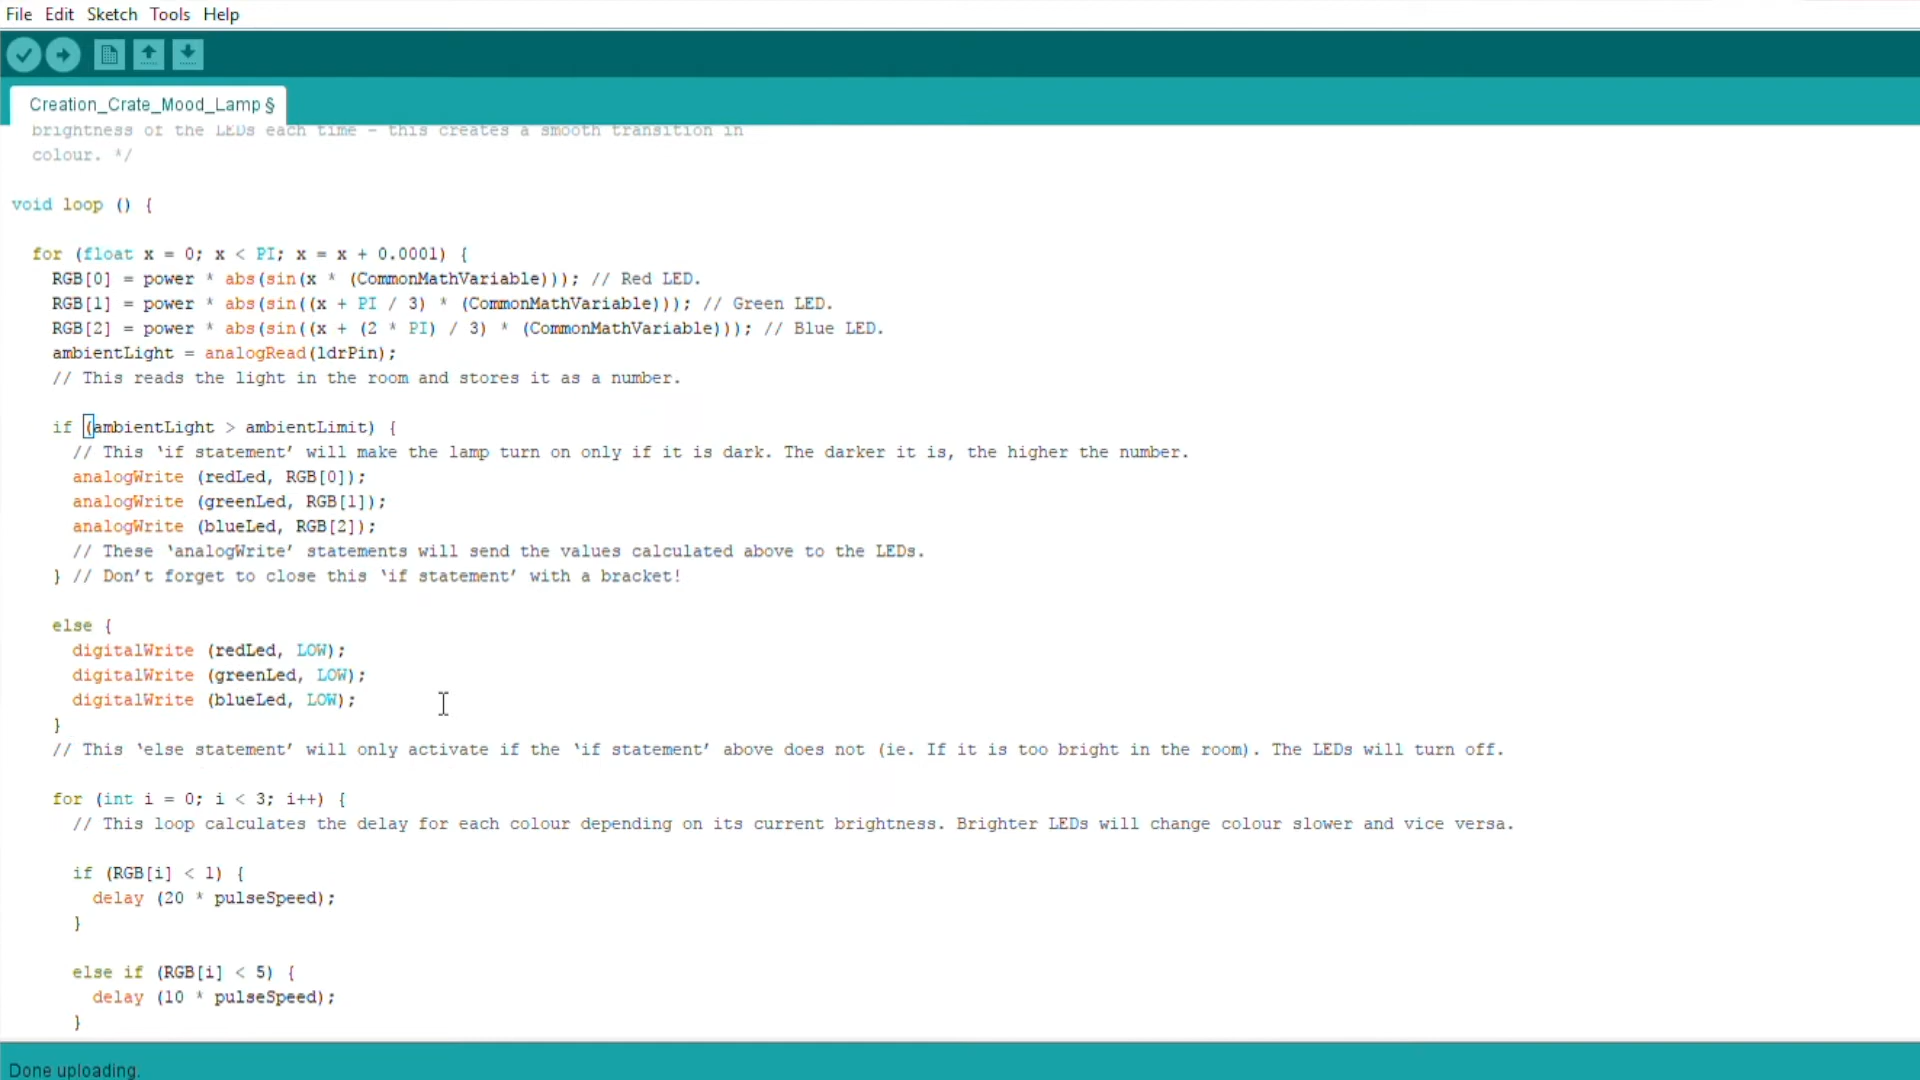 File Edit Sketch Tools Help
Creation_Crate_Mood_Lamp §
brightness of the LEDs each time - this creates a smooth transition in
colour. */
void loop () {
for (float x = 0; x < PI; x = x + 0.0001) {
RGB[0] = power * abs(sin(x * (CommonMathVariable))); // Red LED.
RGB[1] = power * abs(sin((x + PI / 3) * (CommonMathVariable))); // Green LED.
RGB[2] = power * abs(sin((x + (2 * PI) / 3) * (CommonMathVariable))); // Blue LED.
ambientLight = analogRead(ldrPin);
// This reads the light in the room and stores it as a number.
if (ambientLight > ambientLimit) {
// This ‘if statement’ will make the lamp turn on only if it is dark. The darker it is, the higher the number.
analogWrite (redLed, RGB[0]);
analogWrite (greenLed, RGB[1]);
analogWrite (blueLed, RGB[2]);
// These ‘analogWrite’ statements will send the values calculated above to the LEDs.
} // Don’t forget to close this ‘if statement’ with a bracket!
else {
digitalWrite (redLed, LOW);
digitalWrite (greenLed, LOW);
digitalWrite (blueLed, LOW);
}
// This ‘else statement’ will only activate if the ‘if statement’ above does not (ie. If it is too bright in the room). The LEDs will turn off.
for (int i = 0; i < 3; i++) {
// This loop calculates the delay for each colour depending on its current brightness. Brighter LEDs will change colour slower and vice versa.
if (RGB[i] < 1) {
delay (20 * pulseSpeed);
}
else if (RGB[i] < 5) {
delay (10 * pulseSpeed);
}
Done uploading.